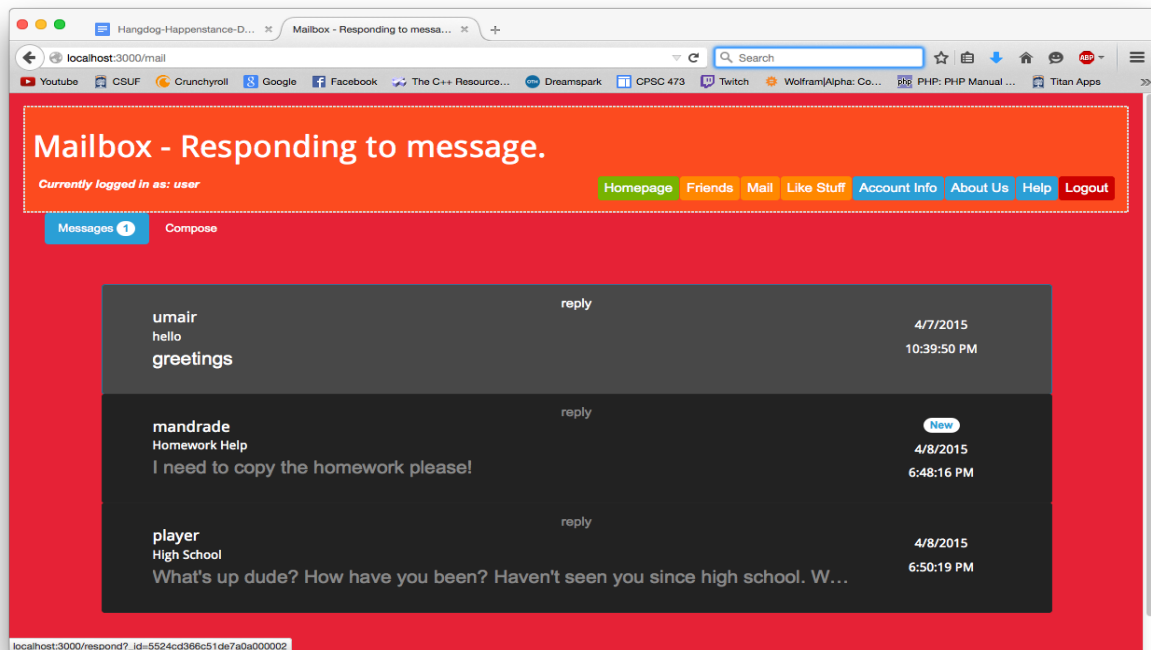 Hangdog-Happenstance-D...
Mailbox - Responding to messa...
localhost:3000/mail
Search
ABP
Youtube CSUF Crunchyroll Google Facebook The C++ Resource... Dreamspark CPSC 473 Twitch Wolfram|Alpha: Co... PHP: PHP Manual ... Titan Apps
Mailbox - Responding to message.
Currently logged in as: user
Homepage Friends Mail Like Stuff Account Info About Us Help Logout
Messages 1 Compose
reply
umair
hello
greetings
4/7/2015
10:39:50 PM
reply
mandrade
Homework Help
I need to copy the homework please!
New
4/8/2015
6:48:16 PM
reply
player
High School
What's up dude? How have you been? Haven't seen you since high school. W...
4/8/2015
6:50:19 PM
localhost:3000/respond?_id=5524cd366c51de7a0a000002